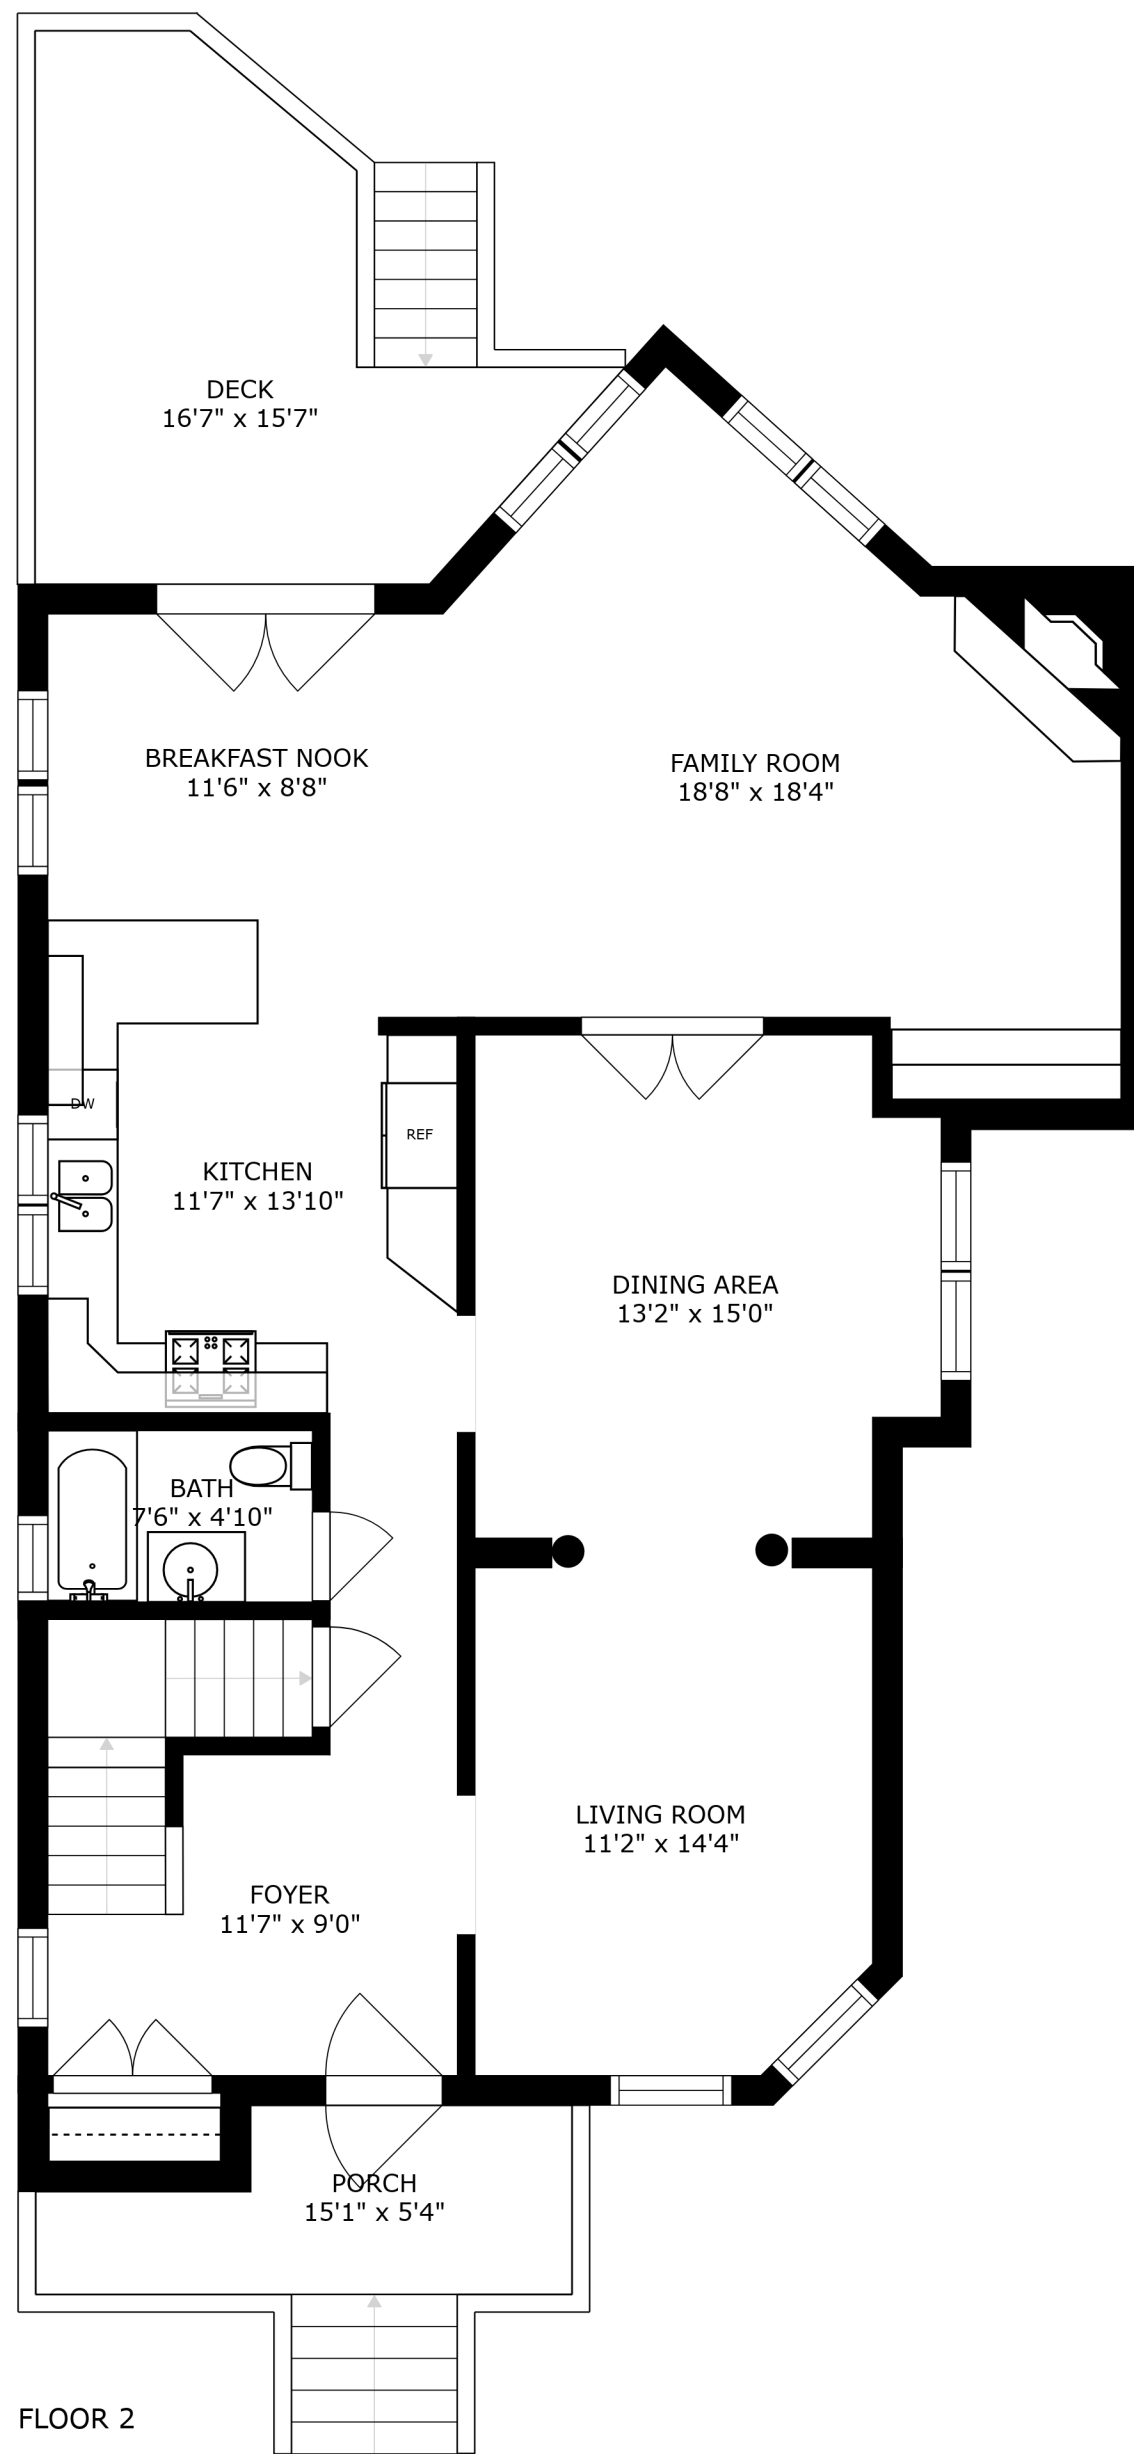 DECK
16'7" x 15'7"
BREAKFAST NOOK
11'6" x 8'8"
FAMILY ROOM
18'8" x 18'4"
DW
REF
KITCHEN
11'7" x 13'10"
DINING AREA
13'2" x 15'0"
BATH
7'6" x 4'10"
LIVING ROOM
11'2" x 14'4"
FOYER
11'7" x 9'0"
PORCH
15'1" x 5'4"
FLOOR 2